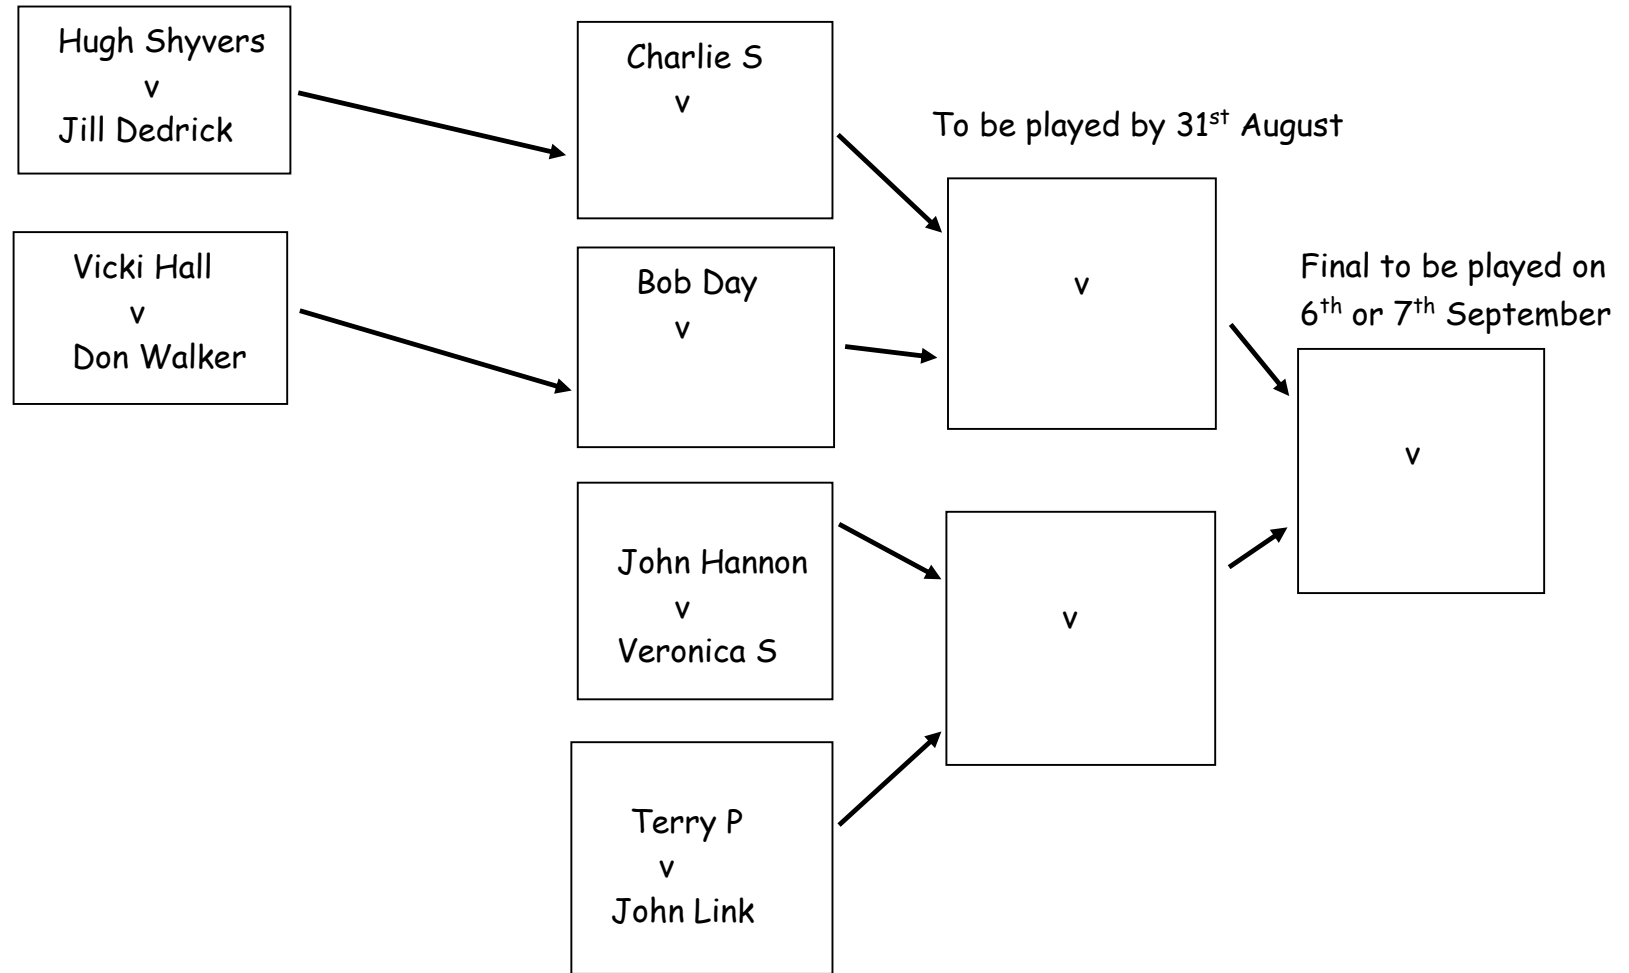 Hugh Shyvers
v
Jill Dedrick
Vicki Hall
v
Don Walker
Charlie S
v
Bob Day
v
John Hannon
v
Veronica S
Terry P
v
John Link
To be played by 31st August
v
v
Final to be played on
6th or 7th September
v